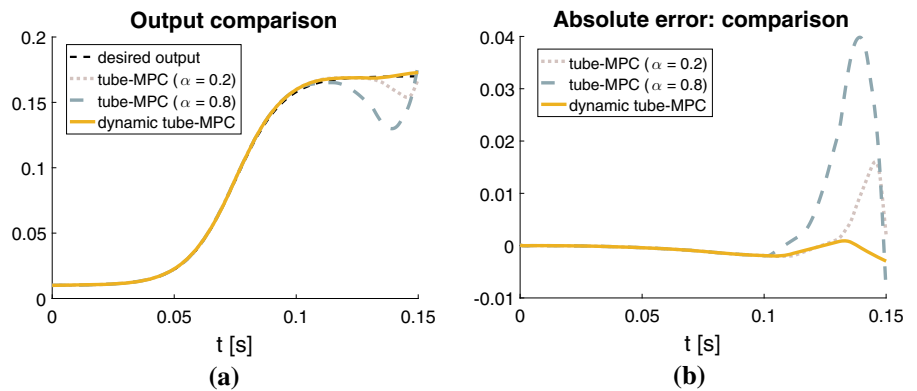 Output comparison
0.2
0.15
0.1
0.05
0
desired output
tube-MPC (α = 0.2)
tube-MPC (α = 0.8)
dynamic tube-MPC
0 0.05 0.1 0.15
t [s]
(a)
Absolute error: comparison
0.04
0.03
0.02
0.01
0
-0.01
tube-MPC (α = 0.2)
tube-MPC (α = 0.8)
dynamic tube-MPC
0 0.05 0.1 0.15
t [s]
(b)